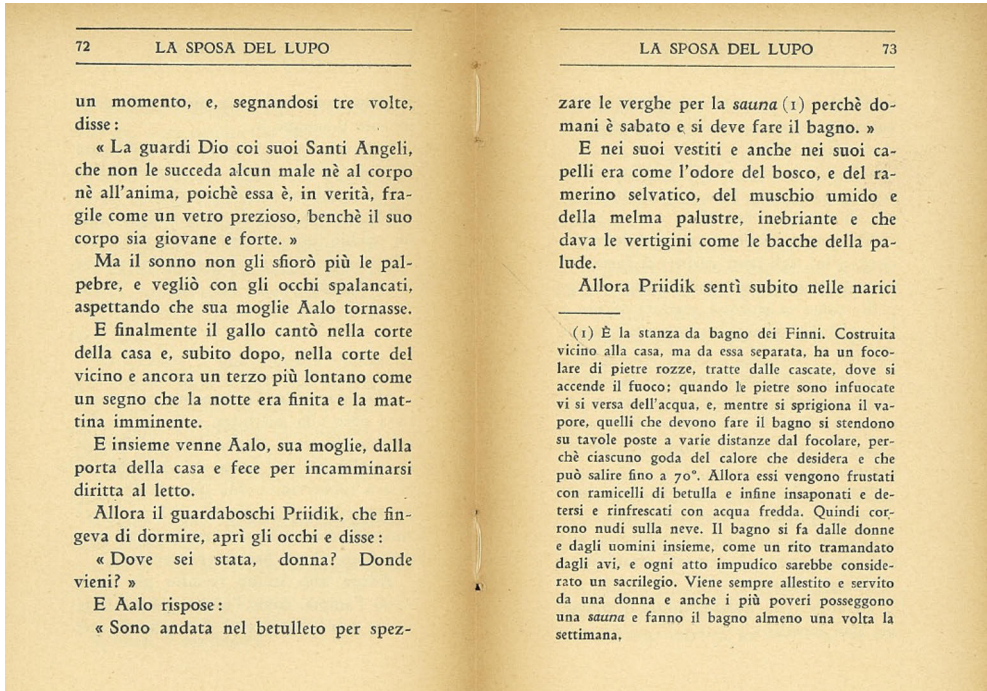 72 LA SPOSA DEL LUPO
un momento, e, segnandosi tre volte,
disse:
« La guardi Dio coi suoi Santi Angeli,
che non le succeda alcun male nè al corpo
nè all'anima, poichè essa è, in verità, fra-
gile come un vetro prezioso, benchè il suo
corpo sia giovane e forte. »
Ma il sonno non gli sfiorò più le pal-
pebre, e vegliò con gli occhi spalancati,
aspettando che sua moglie Aalo tornasse.
E finalmente il gallo cantò nella corte
della casa e, subito dopo, nella corte del
vicino e ancora un terzo più lontano come
un segno che la notte era finita e la mat-
tina imminente.
E insieme venne Aalo, sua moglie, dalla
porta della casa e fece per incamminarsi
diritta al letto.
Allora il guardaboschi Priidik, che fin-
geva di dormire, aprì gli occhi e disse:
« Dove sei stata, donna? Donde
vieni? »
E Aalo rispose:
« Sono andata nel betulleto per spez-
LA SPOSA DEL LUPO 73
zare le verghe per la sauna (1) perchè do-
mani è sabato e si deve fare il bagno. »
E nei suoi vestiti e anche nei suoi ca-
pelli era come l'odore del bosco, e del ra-
merino selvatico, del muschio umido e
della melma palustre, inebriante e che
dava le vertigini come le bacche della pa-
lude.
Allora Priidik sentì subito nelle narici
(1) È la stanza da bagno dei Finni. Costruita
vicino alla casa, ma da essa separata, ha un foco-
lare di pietre rozze, tratte dalle cascate, dove si
accende il fuoco; quando le pietre sono infuocate
vi si versa dell'acqua, e, mentre si sprigiona il va-
pore, quelli che devono fare il bagno si stendono
su tavole poste a varie distanze dal focolare, per-
chè ciascuno goda del calore che desidera e che
può salire fino a 70°. Allora essi vengono frustati
con ramicelli di betulla e infine insaponati e de-
tersi e rinfrescati con acqua fredda. Quindi cor-
rono nudi sulla neve. Il bagno si fa dalle donne
e dagli uomini insieme, come un rito tramandato
dagli avi, e ogni atto impudico sarebbe conside-
rato un sacrilegio. Viene sempre allestito e servito
da una donna e anche i più poveri posseggono
una sauna e fanno il bagno almeno una volta la
settimana.